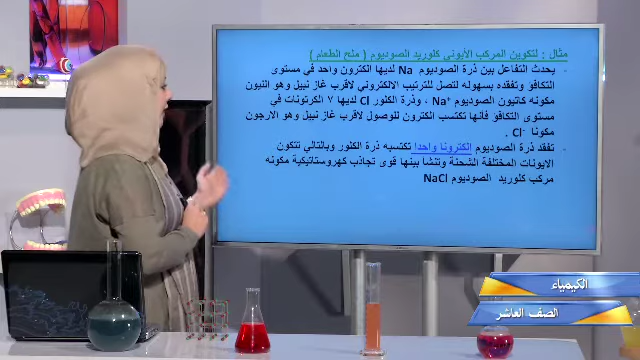 مثال : لتكوين المركب الأيوني كلوريد الصوديوم ( ملح الطعام )
- يحدث التفاعل بين ذرة الصوديوم Na لديها الكترون واحد في مستوى
التكافؤ وتفقده بسهوله لتصل للترتيب الالكتروني لأقرب غاز نبيل وهو النيون
مكونه كاتيون الصوديوم Na⁺ ، وذرة الكلور Cl لديها ٧ الكرتونات في
مستوى التكافؤ فأنها تكتسب الكترون للوصول لأقرب غاز نبيل وهو الارجون
مكونا Cl⁻ .
- تفقد ذرة الصوديوم إلكترونا واحدا تكتسبه ذرة الكلور وبالتالي تتكون
الايونات المختلفة الشحنة وتنشأ بينها قوى تجاذب كهروستاتيكية مكونه
مركب كلوريد الصوديوم NaCl
الكيمياء
الصف العاشر